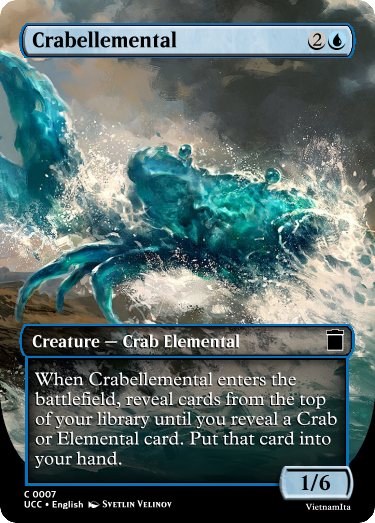 Crabellemental 2
Creature — Crab Elemental
When Crabellemental enters the
battlefield, reveal cards from the top
of your library until you reveal a Crab
or Elemental card. Put that card into
your hand.
1/6
C 0007
UCC • English Svetlin Velinov
VietnamIta